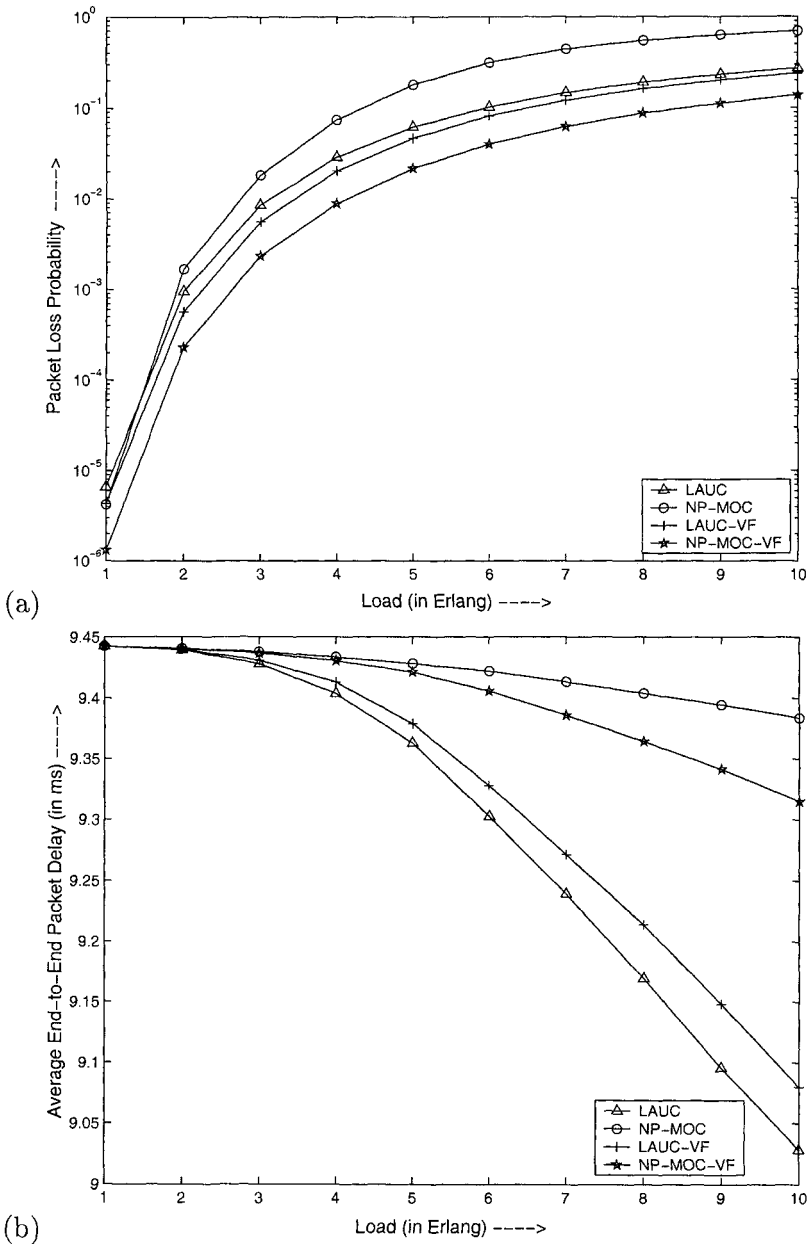 10^0
10^-1
10^-2
10^-3
10^-4
10^-5
10^-6
Packet Loss Probability ---->
1 2 3 4 5 6 7 8 9 10
Load (in Erlang) ---->
LAUC
NP-MOC
LAUC-VF
NP-MOC-VF
(a)
9.45
9.4
9.35
9.3
9.25
9.2
9.15
9.1
9.05
9
Average End-to-End Packet Delay (in ms) ---->
1 2 3 4 5 6 7 8 9 10
Load (in Erlang) ---->
LAUC
NP-MOC
LAUC-VF
NP-MOC-VF
(b)